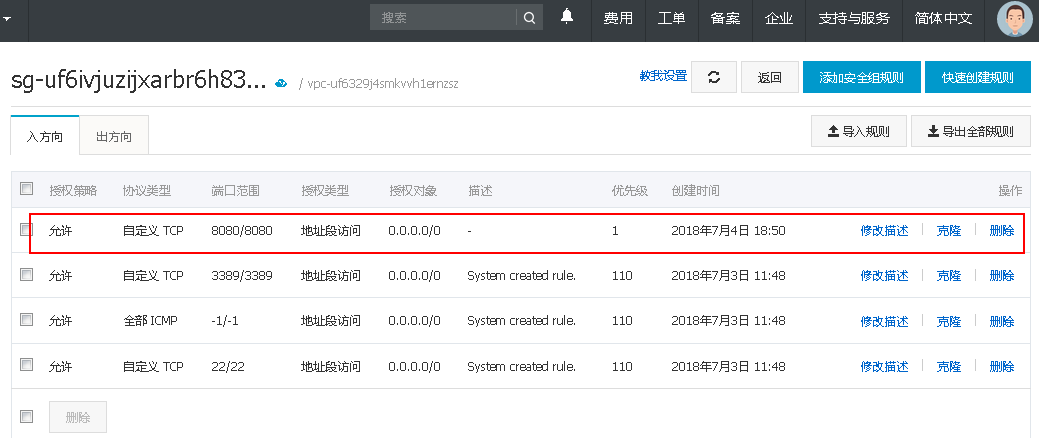 搜索 费用 工单 备案 企业 支持与服务 简体中文
sg-uf6ivjuzijxarbr6h83... / vpc-uf6329j4smkvvh1ernzsz 教我设置 返回 添加安全组规则 快速创建规则
入方向 出方向 导入规则 导出全部规则
授权策略 协议类型 端口范围 授权类型 授权对象 描述 优先级 创建时间 操作
允许 自定义 TCP 8080/8080 地址段访问 0.0.0.0/0 - 1 2018年7月4日 18:50 修改描述 克隆 删除
允许 自定义 TCP 3389/3389 地址段访问 0.0.0.0/0 System created rule. 110 2018年7月3日 11:48 修改描述 克隆 删除
允许 全部 ICMP -1/-1 地址段访问 0.0.0.0/0 System created rule. 110 2018年7月3日 11:48 修改描述 克隆 删除
允许 自定义 TCP 22/22 地址段访问 0.0.0.0/0 System created rule. 110 2018年7月3日 11:48 修改描述 克隆 删除
删除